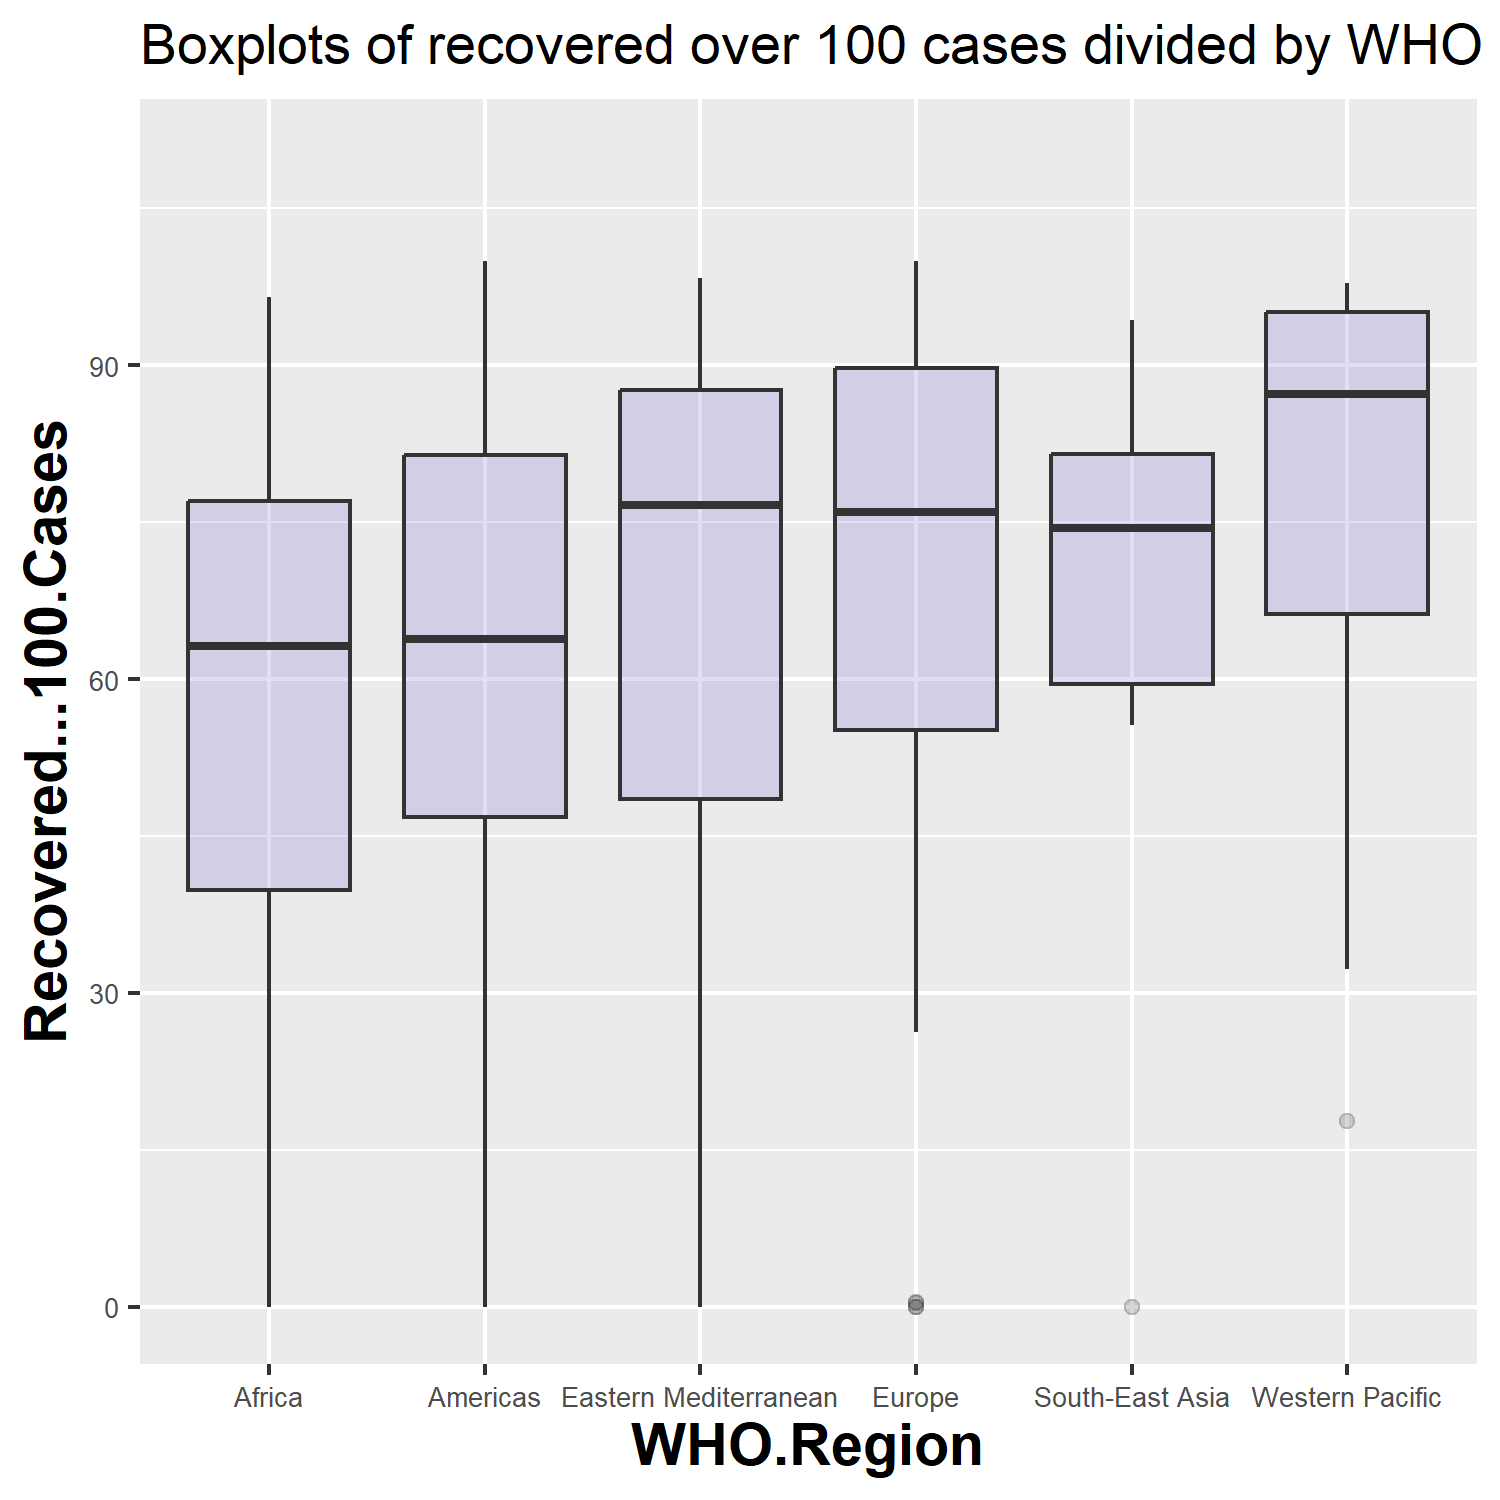 Boxplots of recovered over 100 cases divided by WHO
Recovered...100.Cases
90
60
30
0
Africa Americas Eastern Mediterranean Europe South-East Asia Western Pacific
WHO.Region